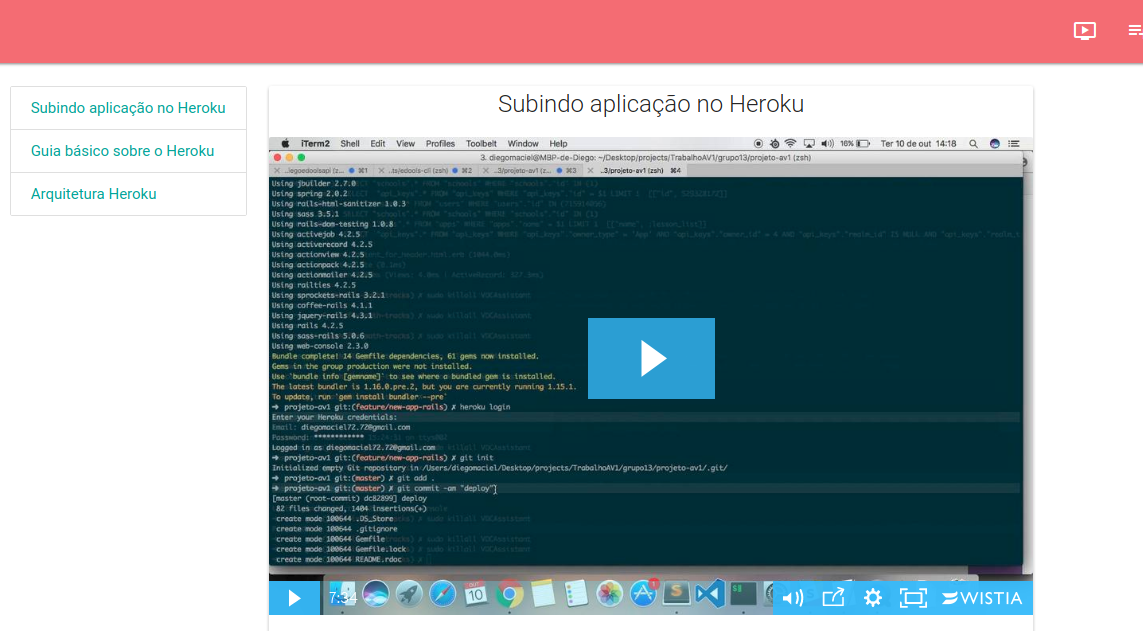 Subindo aplicação no Heroku
Guia básico sobre o Heroku
Arquitetura Heroku
Subindo aplicação no Heroku
iTerm2 Shell Edit View Profiles Toolbelt Window Help 16% Ter 10 de out 14:18
3. diegomaciel@MBP-de-Diego: ~/Desktop/projects/TrabalhoAV1/grupo13/projeto-av1 (zsh)
..ts/edools-cli (zsh) ⌘2 ..3/projeto-av1 (z... ⌘3 ..3/projeto-av1 (zsh) ⌘4
Using jbuilder 2.7.0
Using spring 2.0.2
Using rails-html-sanitizer 1.0.3
Using sass 3.5.1
Using rails-dom-testing 1.0.8
Using activejob 4.2.5
Using activerecord 4.2.5
Using actionview 4.2.5
Using actionpack 4.2.5
Using actionmailer 4.2.5
Using railties 4.2.5
Using sprockets-rails 3.2.1
Using coffee-rails 4.1.1
Using jquery-rails 4.3.1
Using rails 4.2.5
Using sass-rails 5.0.6
Using web-console 2.3.0
Bundle complete! 14 Gemfile dependencies, 61 gems now installed.
Gems in the group production were not installed.
Use `bundle info [gemname]` to see where a bundled gem is installed.
The latest bundler is 1.16.0.pre.2, but you are currently running 1.15.1.
To update, run `gem install bundler --pre`
➜ projeto-av1 git:(feature/new-app-rails) ✗ heroku login
Enter your Heroku credentials:
Email: diegomaciel72.72@gmail.com
Password: ************
Logged in as diegomaciel72.72@gmail.com
➜ projeto-av1 git:(feature/new-app-rails) ✗ git init
Initialized empty Git repository in /Users/diegomaciel/Desktop/projects/TrabalhoAV1/grupo13/projeto-av1/.git/
➜ projeto-av1 git:(master) ✗ git add .
➜ projeto-av1 git:(master) ✗ git commit -am "deploy"
[master (root-commit) dc82899] deploy
82 files changed, 1404 insertions(+)
create mode 100644 .DS_Store
create mode 100644 .gitignore
create mode 100644 Gemfile
create mode 100644 Gemfile.lock
create mode 100644 README.rdoc
7:34 10 WISTIA